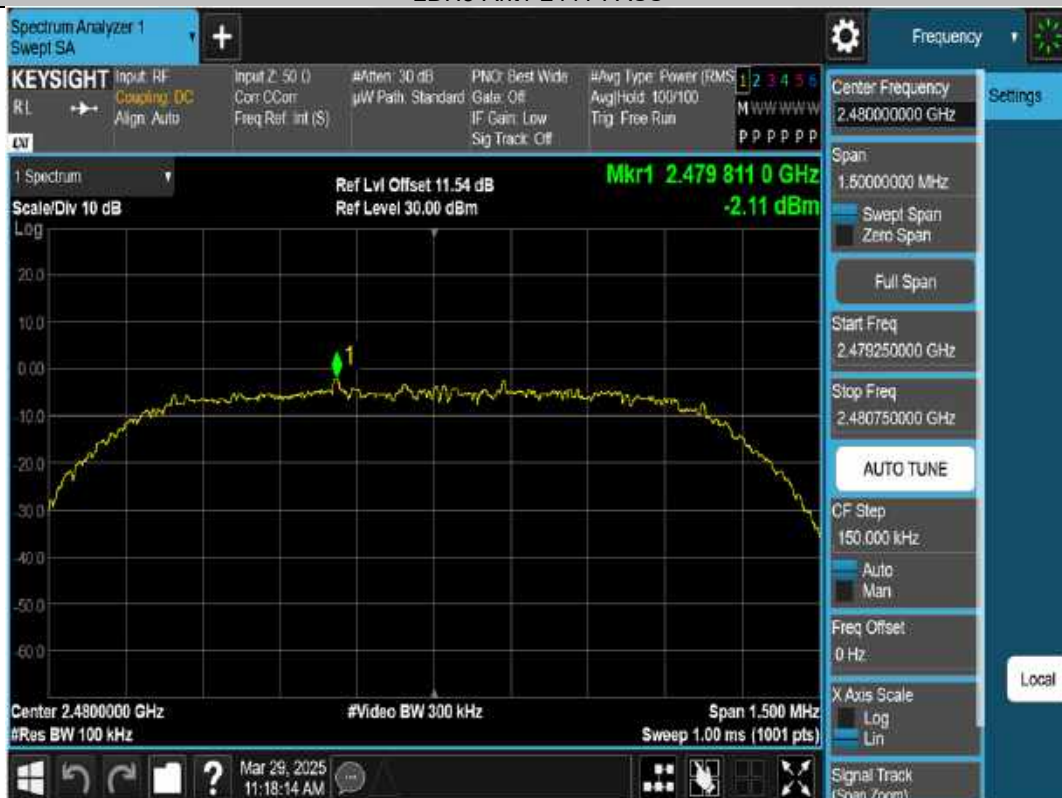 Spectrum Analyzer 1
Swept SA
+
Frequency
KEYSIGHT
RL
LXI
Input: RF
Coupling: DC
Align: Auto
Input Z: 50 Ω
Corr CCorr
Freq Ref: Int (S)
#Atten: 30 dB
µW Path: Standard
PNO: Best Wide
Gate: Off
IF Gain: Low
Sig Track: Off
#Avg Type: Power (RMS
Avg|Hold: 100/100
Trig: Free Run
1 2 3 4 5 6
M W W W W W
P P P P P P
1 Spectrum
Scale/Div 10 dB
Log
Ref Lvl Offset 11.54 dB
Ref Level 30.00 dBm
Mkr1 2.479 811 0 GHz
-2.11 dBm
20.0
10.0
0.00
-10.0
-20.0
-30.0
-40.0
-50.0
-60.0
1
Center 2.4800000 GHz
#Res BW 100 kHz
#Video BW 300 kHz
Span 1.500 MHz
Sweep 1.00 ms (1001 pts)
Mar 29, 2025
11:18:14 AM
?
Center Frequency
2.480000000 GHz
Span
1.50000000 MHz
Swept Span
Zero Span
Full Span
Start Freq
2.479250000 GHz
Stop Freq
2.480750000 GHz
AUTO TUNE
CF Step
150.000 kHz
Auto
Man
Freq Offset
0 Hz
X Axis Scale
Log
Lin
Signal Track
(Span Zoom)
Settings
Local